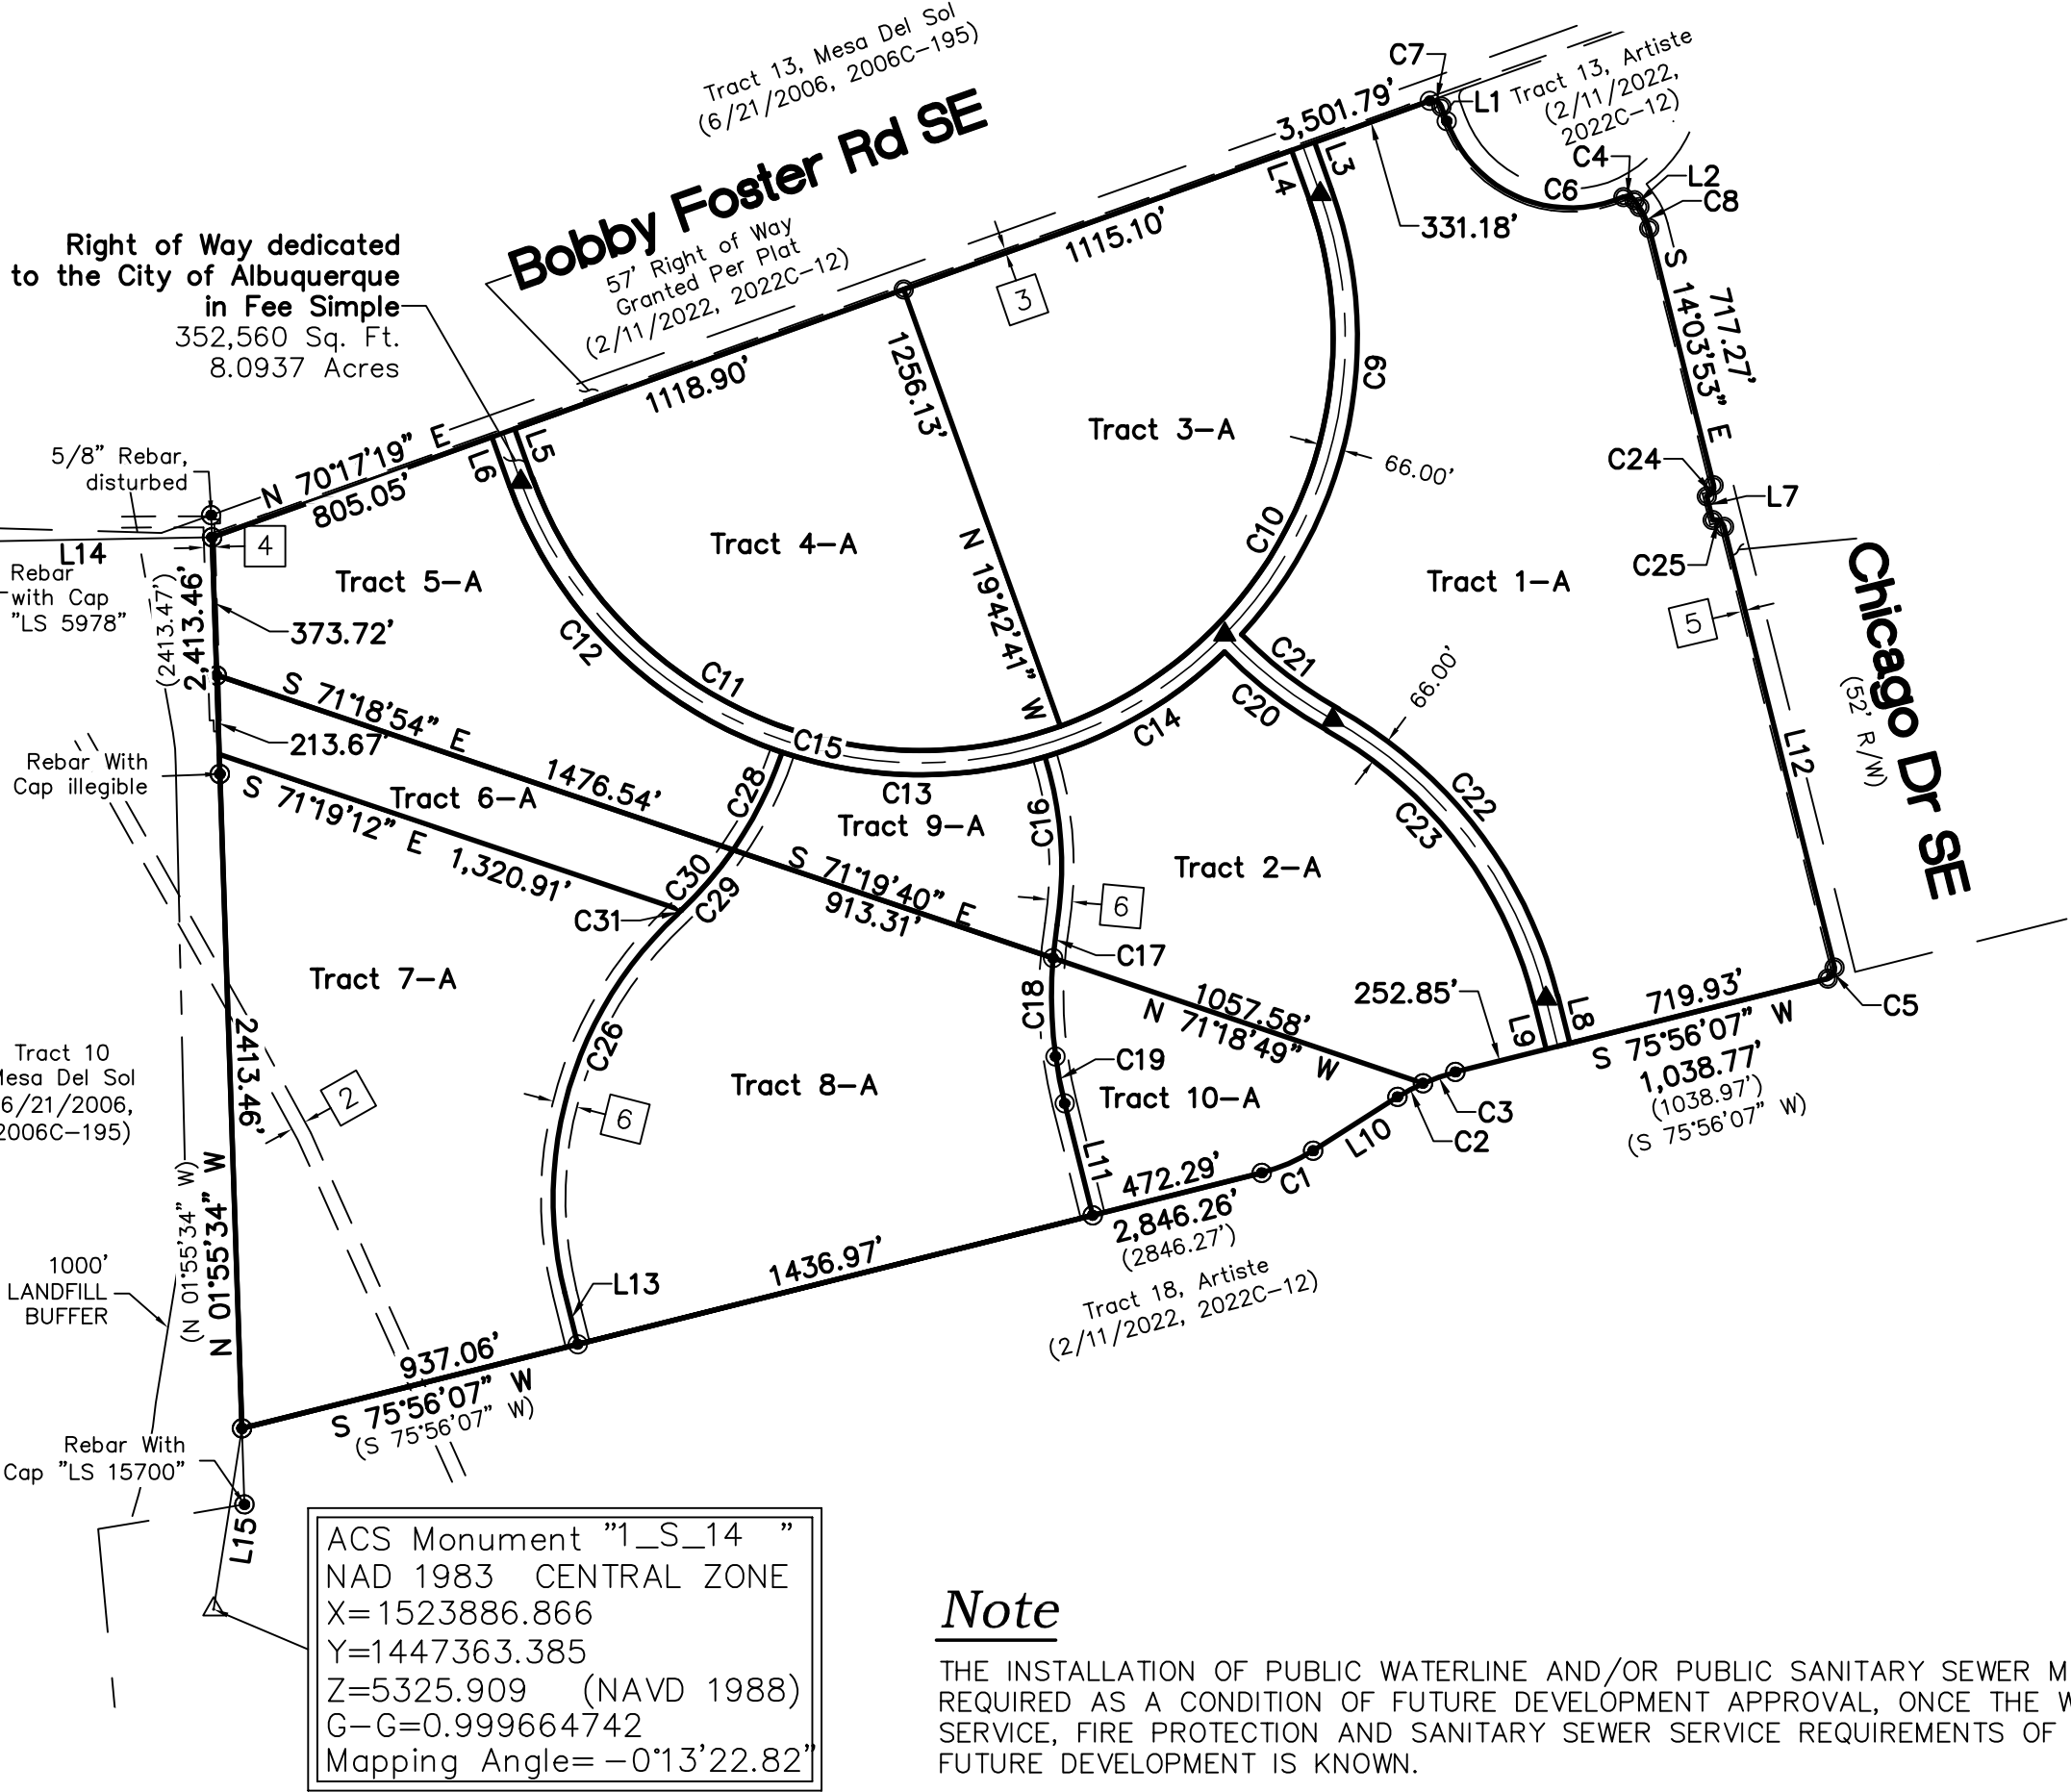 Tract 13, Mesa Del Sol
(6/21/2006, 2006C-195)
Bobby Foster Rd SE
57' Right of Way
Granted Per Plat
(2/11/2022, 2022C-12)
Right of Way dedicated
to the City of Albuquerque
in Fee Simple
352,560 Sq. Ft.
8.0937 Acres
C7
3,501.79'
L1
Tract 13, Artiste
(2/11/2022,
2022C-12)
C4
C6
L2
C8
L3
L4
331.18'
1115.10'
3
S 14°03'53" E
717.27'
1118.90'
1256.13'
N 19°42'41" W
C9
Tract 3-A
66.00'
C10
C24
L7
C25
5/8" Rebar,
disturbed
N 70°17'19" E
805.05'
L5
L6
L14
4
Tract 4-A
Tract 5-A
Tract 1-A
Rebar
with Cap
"LS 5978"
(2413.47')
2,413.46'
373.72'
C12
C11
C21
C20
66.00'
5
Chicago Dr SE
(52' R/W)
L12
S 71°18'54" E
213.67'
1476.54'
C15
C14
Rebar With
Cap illegible
S 71°19'12" E 1,320.91'
Tract 6-A
C28
C13
Tract 9-A
C16
Tract 2-A
C22
C23
C30
C29
C31
S 71°19'40" E
913.31'
6
C17
Tract 7-A
C18
1057.58'
N 71°18'49" W
252.85'
L9
L8
719.93'
S 75°56'07" W
1,038.77'
(1038.97')
(S 75°56'07" W)
C5
2413.46'
C26
C19
Tract 10
Mesa Del Sol
6/21/2006,
2006C-195)
2
6
Tract 8-A
Tract 10-A
C3
C2
L10
L11
C1
472.29'
2,846.26'
(2846.27')
1436.97'
Tract 18, Artiste
(2/11/2022, 2022C-12)
N 01°55'34" W
(N 01°55'34" W)
1000'
LANDFILL
BUFFER
L13
937.06'
S 75°56'07" W
(S 75°56'07" W)
Rebar With
Cap "LS 15700"
L15
ACS Monument "1_S_14 "
NAD 1983 CENTRAL ZONE
X=1523886.866
Y=1447363.385
Z=5325.909 (NAVD 1988)
G-G=0.999664742
Mapping Angle= -0°13'22.82"
Note
THE INSTALLATION OF PUBLIC WATERLINE AND/OR PUBLIC SANITARY SEWER M
REQUIRED AS A CONDITION OF FUTURE DEVELOPMENT APPROVAL, ONCE THE W
SERVICE, FIRE PROTECTION AND SANITARY SEWER SERVICE REQUIREMENTS OF
FUTURE DEVELOPMENT IS KNOWN.